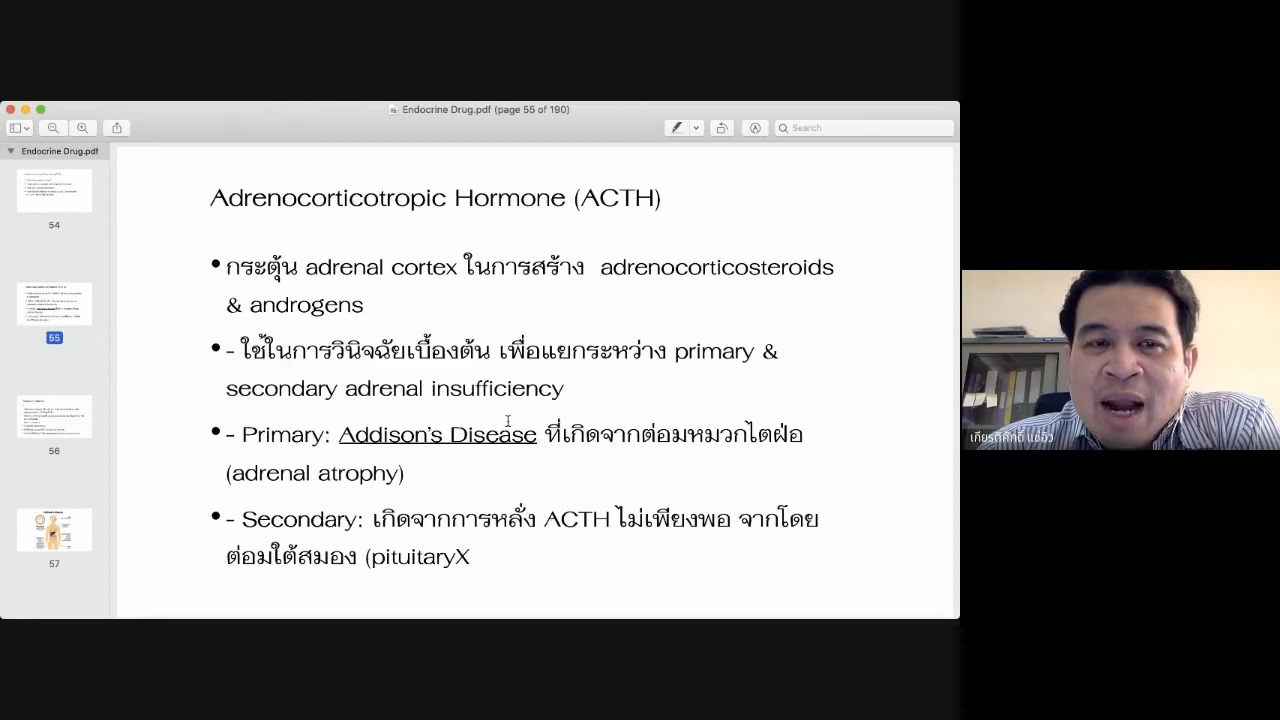 Endocrine Drug.pdf (page 55 of 190)
Search
Endocrine Drug.pdf
54
55
56
57
Adrenocorticotropic Hormone (ACTH)
• กระตุ้น adrenal cortex ในการสร้าง adrenocorticosteroids
& androgens
• - ใช้ในการวินิจฉัยเบื้องต้น เพื่อแยกระหว่าง primary &
secondary adrenal insufficiency
• - Primary: Addison's Disease ที่เกิดจากต่อมหมวกไตฝ่อ
(adrenal atrophy)
• - Secondary: เกิดจากการหลั่ง ACTH ไม่เพียงพอ จากโดย
ต่อมใต้สมอง (pituitaryX
เกียรติศักดิ์ แซ่อิว